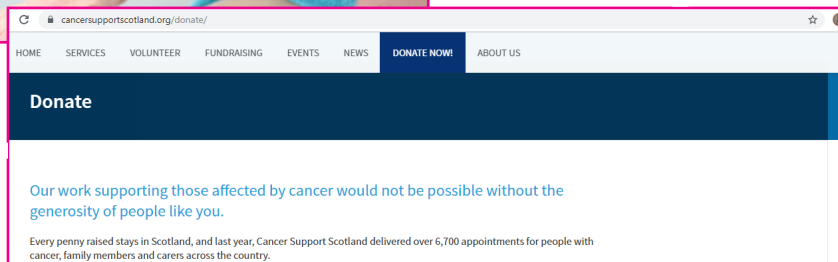 cancersupportscotland.org/donate/
HOME SERVICES VOLUNTEER FUNDRAISING EVENTS NEWS DONATE NOW! ABOUT US
Donate
Our work supporting those affected by cancer would not be possible without the
generosity of people like you.
Every penny raised stays in Scotland, and last year, Cancer Support Scotland delivered over 6,700 appointments for people with
cancer, family members and carers across the country.